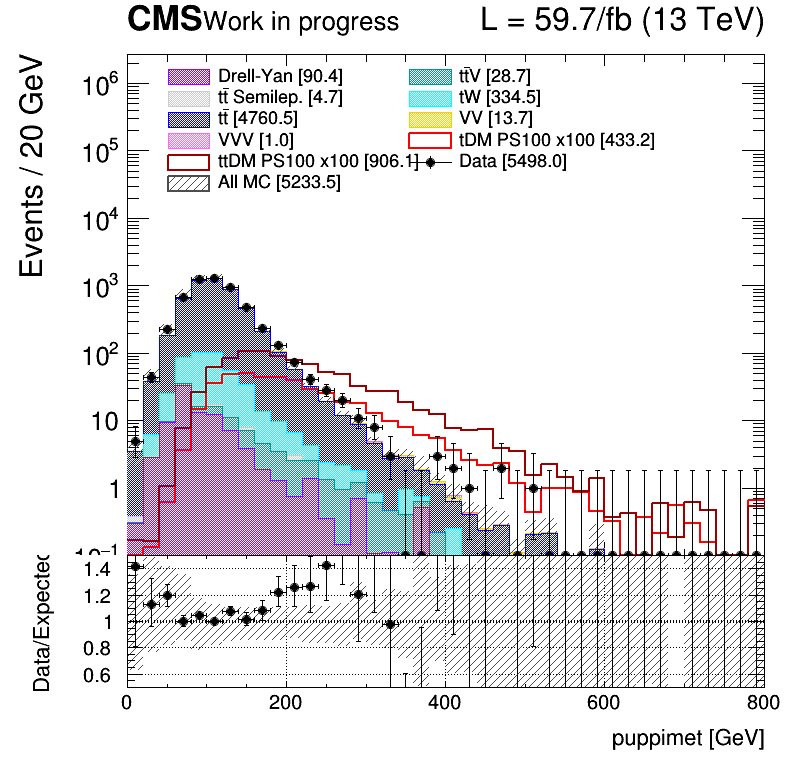 CMS Work in progress L = 59.7/fb (13 TeV)
Events / 20 GeV
10⁶
10⁵
10⁴
10³
10²
10
1
10⁻¹
Drell-Yan [90.4]
tt̄ Semilep. [4.7]
tt̄ [4760.5]
VVV [1.0]
ttDM PS100 x100 [906.1]
All MC [5233.5]
tt̄V [28.7]
tW [334.5]
VV [13.7]
tDM PS100 x100 [433.2]
Data [5498.0]
Data/Expected
1.4
1.2
1
0.8
0.6
0 200 400 600 800
puppimet [GeV]